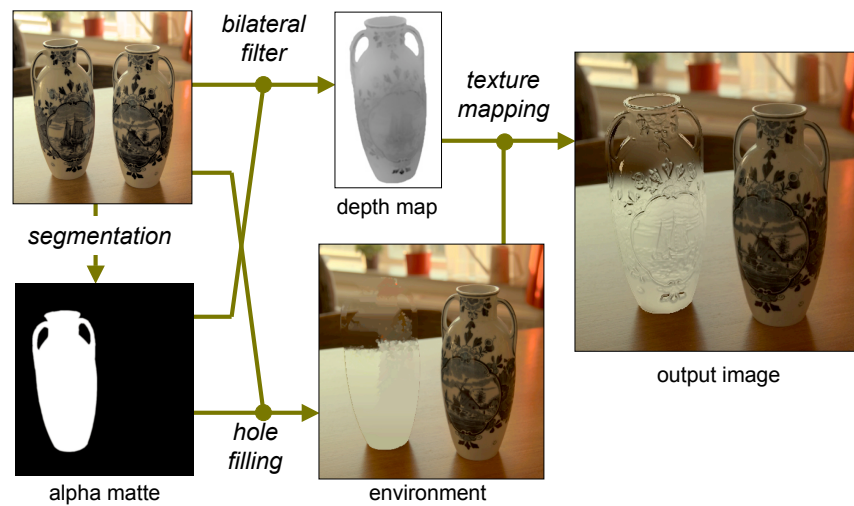 bilateral
filter
texture
mapping
depth map
segmentation
output image
hole
filling
alpha matte
environment